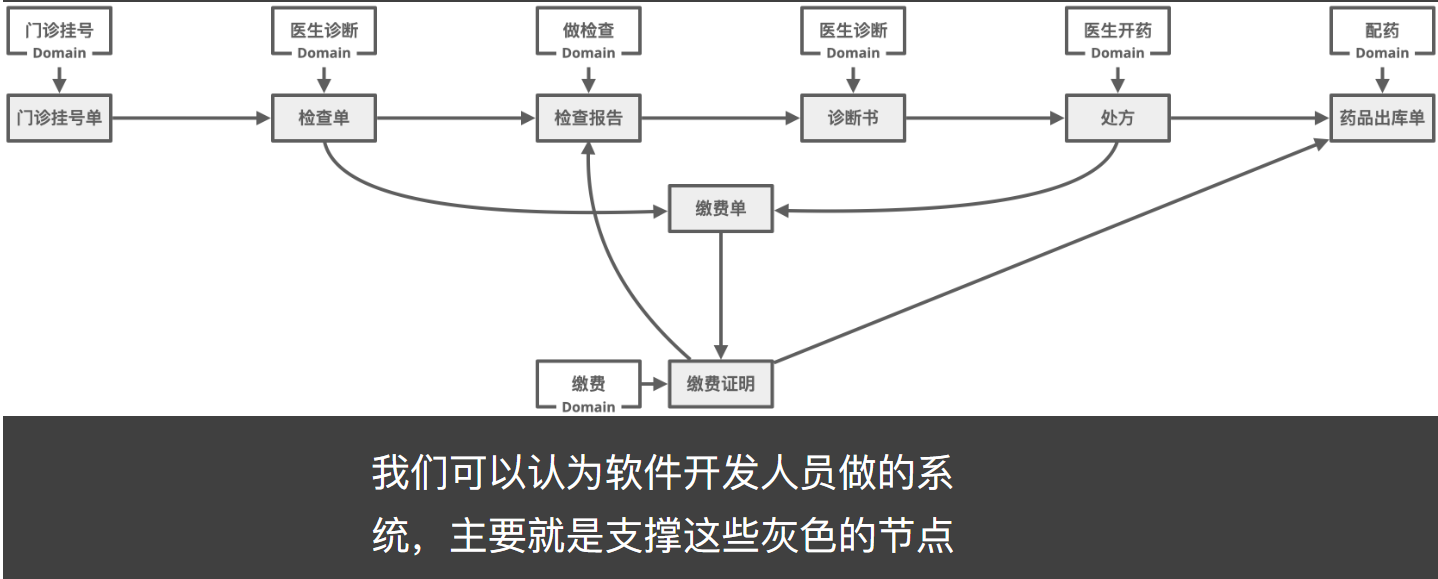 门诊挂号
Domain
医生诊断
Domain
做检查
Domain
医生诊断
Domain
医生开药
Domain
配药
Domain
门诊挂号单
检查单
检查报告
诊断书
处方
药品出库单
缴费单
缴费
Domain
缴费证明
我们可以认为软件开发人员做的系
统，主要就是支撑这些灰色的节点